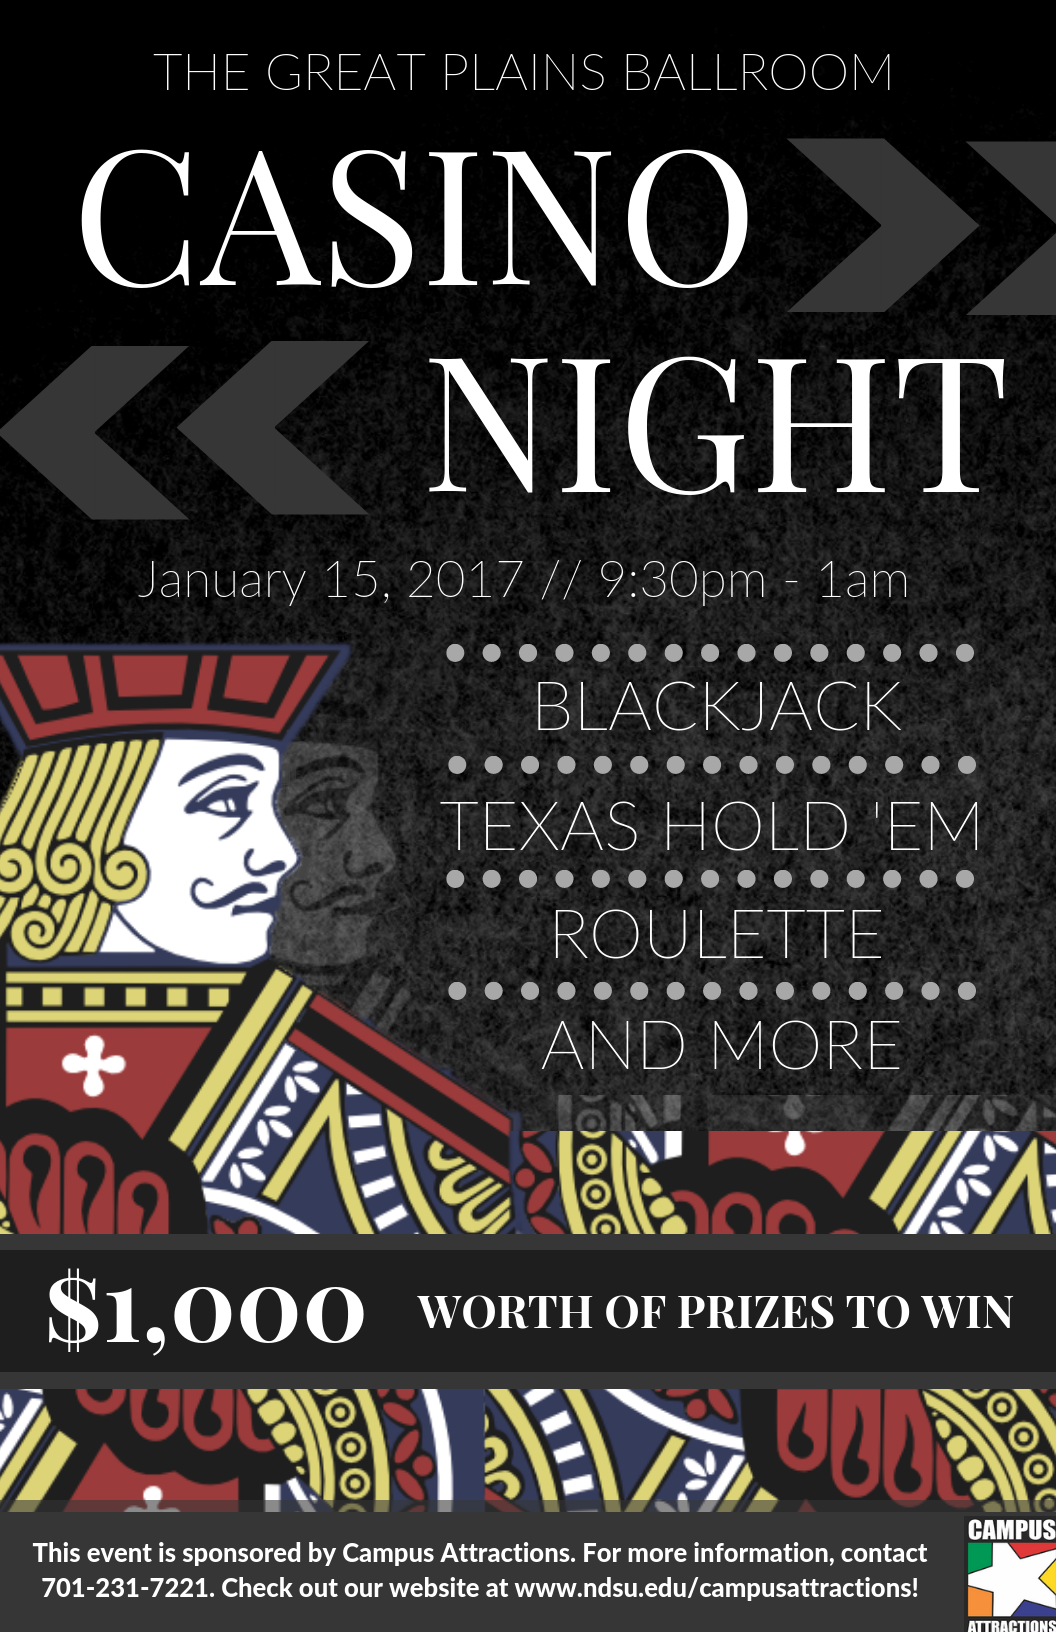 THE GREAT PLAINS BALLROOM
CASINO
NIGHT
January 15, 2017 // 9:30pm - 1am
BLACKJACK
TEXAS HOLD 'EM
ROULETTE
AND MORE
$1,000 WORTH OF PRIZES TO WIN
This event is sponsored by Campus Attractions. For more information, contact
701-231-7221. Check out our website at www.ndsu.edu/campusattractions!
CAMPUS
ATTRACTIONS